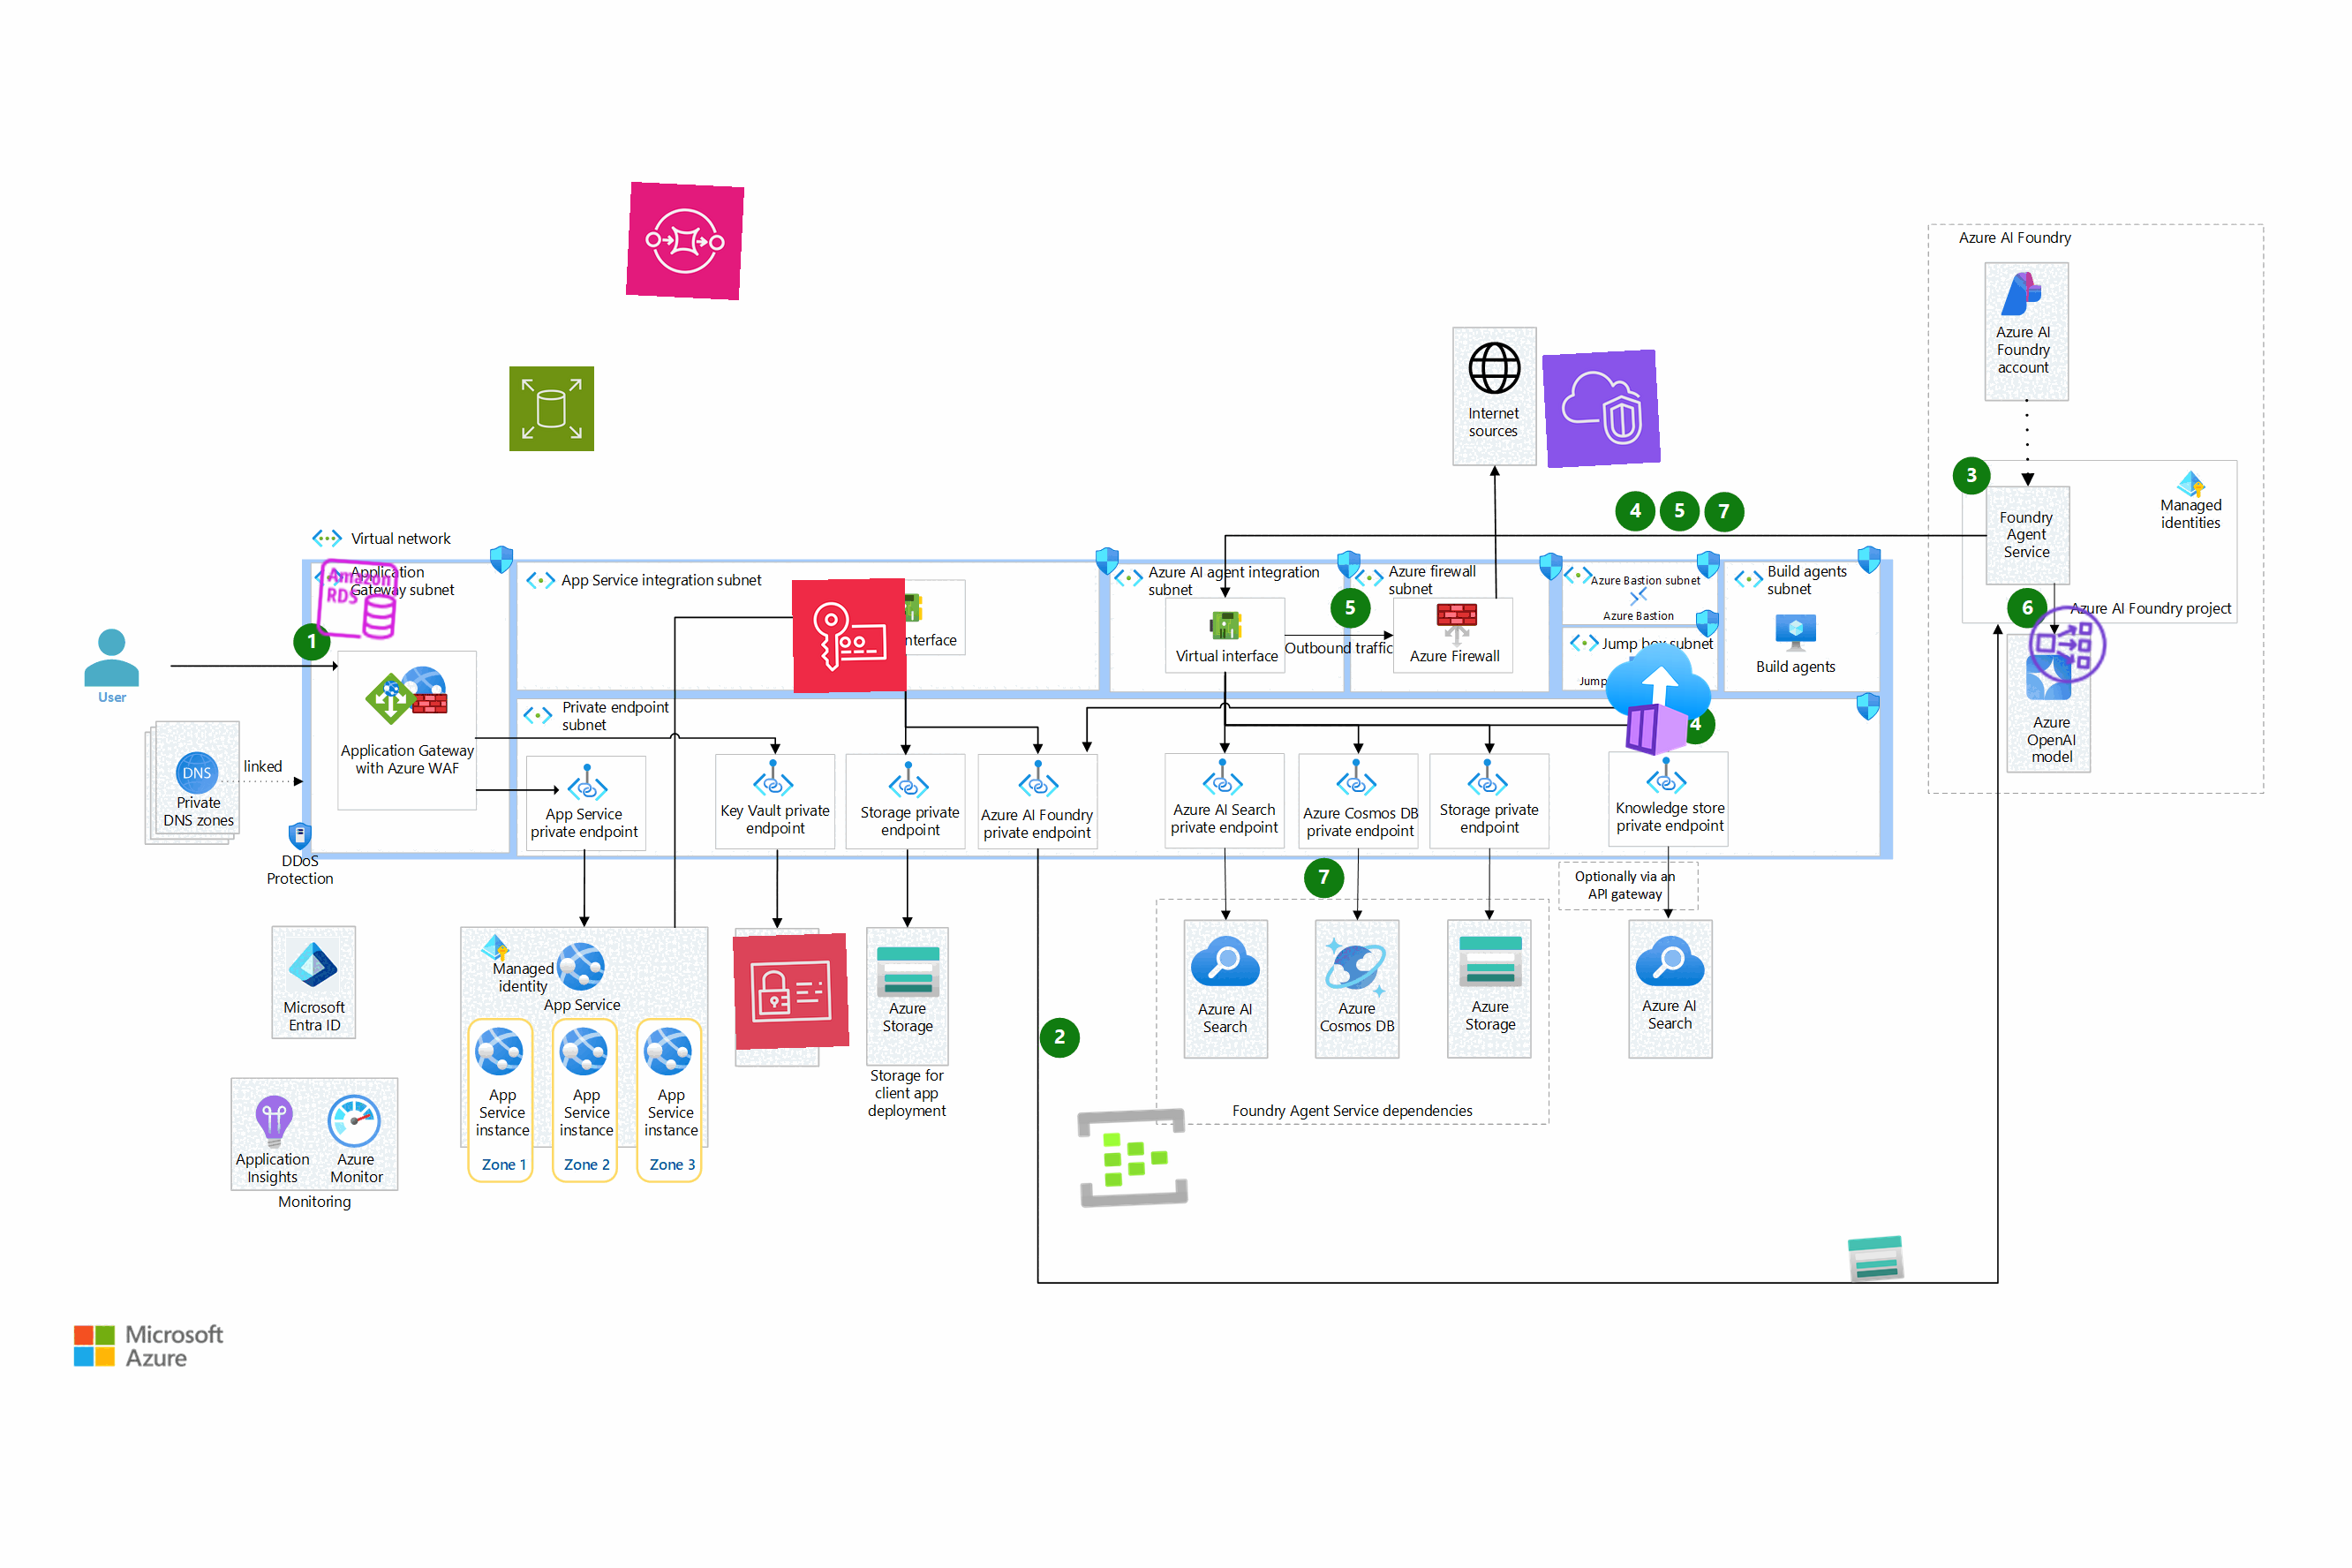 Azure AI Foundry
Azure AI
Foundry
account
Internet
sources
3
4
5
7
Managed
identities
Foundry
Agent
Service
Virtual network
Application
Gateway subnet
Amazon
RDS
App Service integration subnet
Azure AI agent integration
subnet
Azure firewall
subnet
Azure Bastion subnet
Azure Bastion
Build agents
subnet
5
6
Azure AI Foundry project
1
interface
Virtual interface
Outbound traffic
Azure Firewall
Jump box subnet
Jump
Build agents
User
Private endpoint
subnet
4
Application Gateway
with Azure WAF
Azure
OpenAI
model
linked
DNS
Private
DNS zones
App Service
private endpoint
Key Vault private
endpoint
Storage private
endpoint
Azure AI Foundry
private endpoint
Azure AI Search
private endpoint
Azure Cosmos DB
private endpoint
Storage private
endpoint
Knowledge store
private endpoint
DDoS
Protection
7
Optionally via an
API gateway
Microsoft
Entra ID
Managed
identity
App Service
Azure
Storage
Storage for
client app
deployment
Azure AI
Search
Azure
Cosmos DB
Azure
Storage
Azure AI
Search
2
App
Service
instance
Zone 1
App
Service
instance
Zone 2
App
Service
instance
Zone 3
Foundry Agent Service dependencies
Application
Insights
Azure
Monitor
Monitoring
Microsoft
Azure